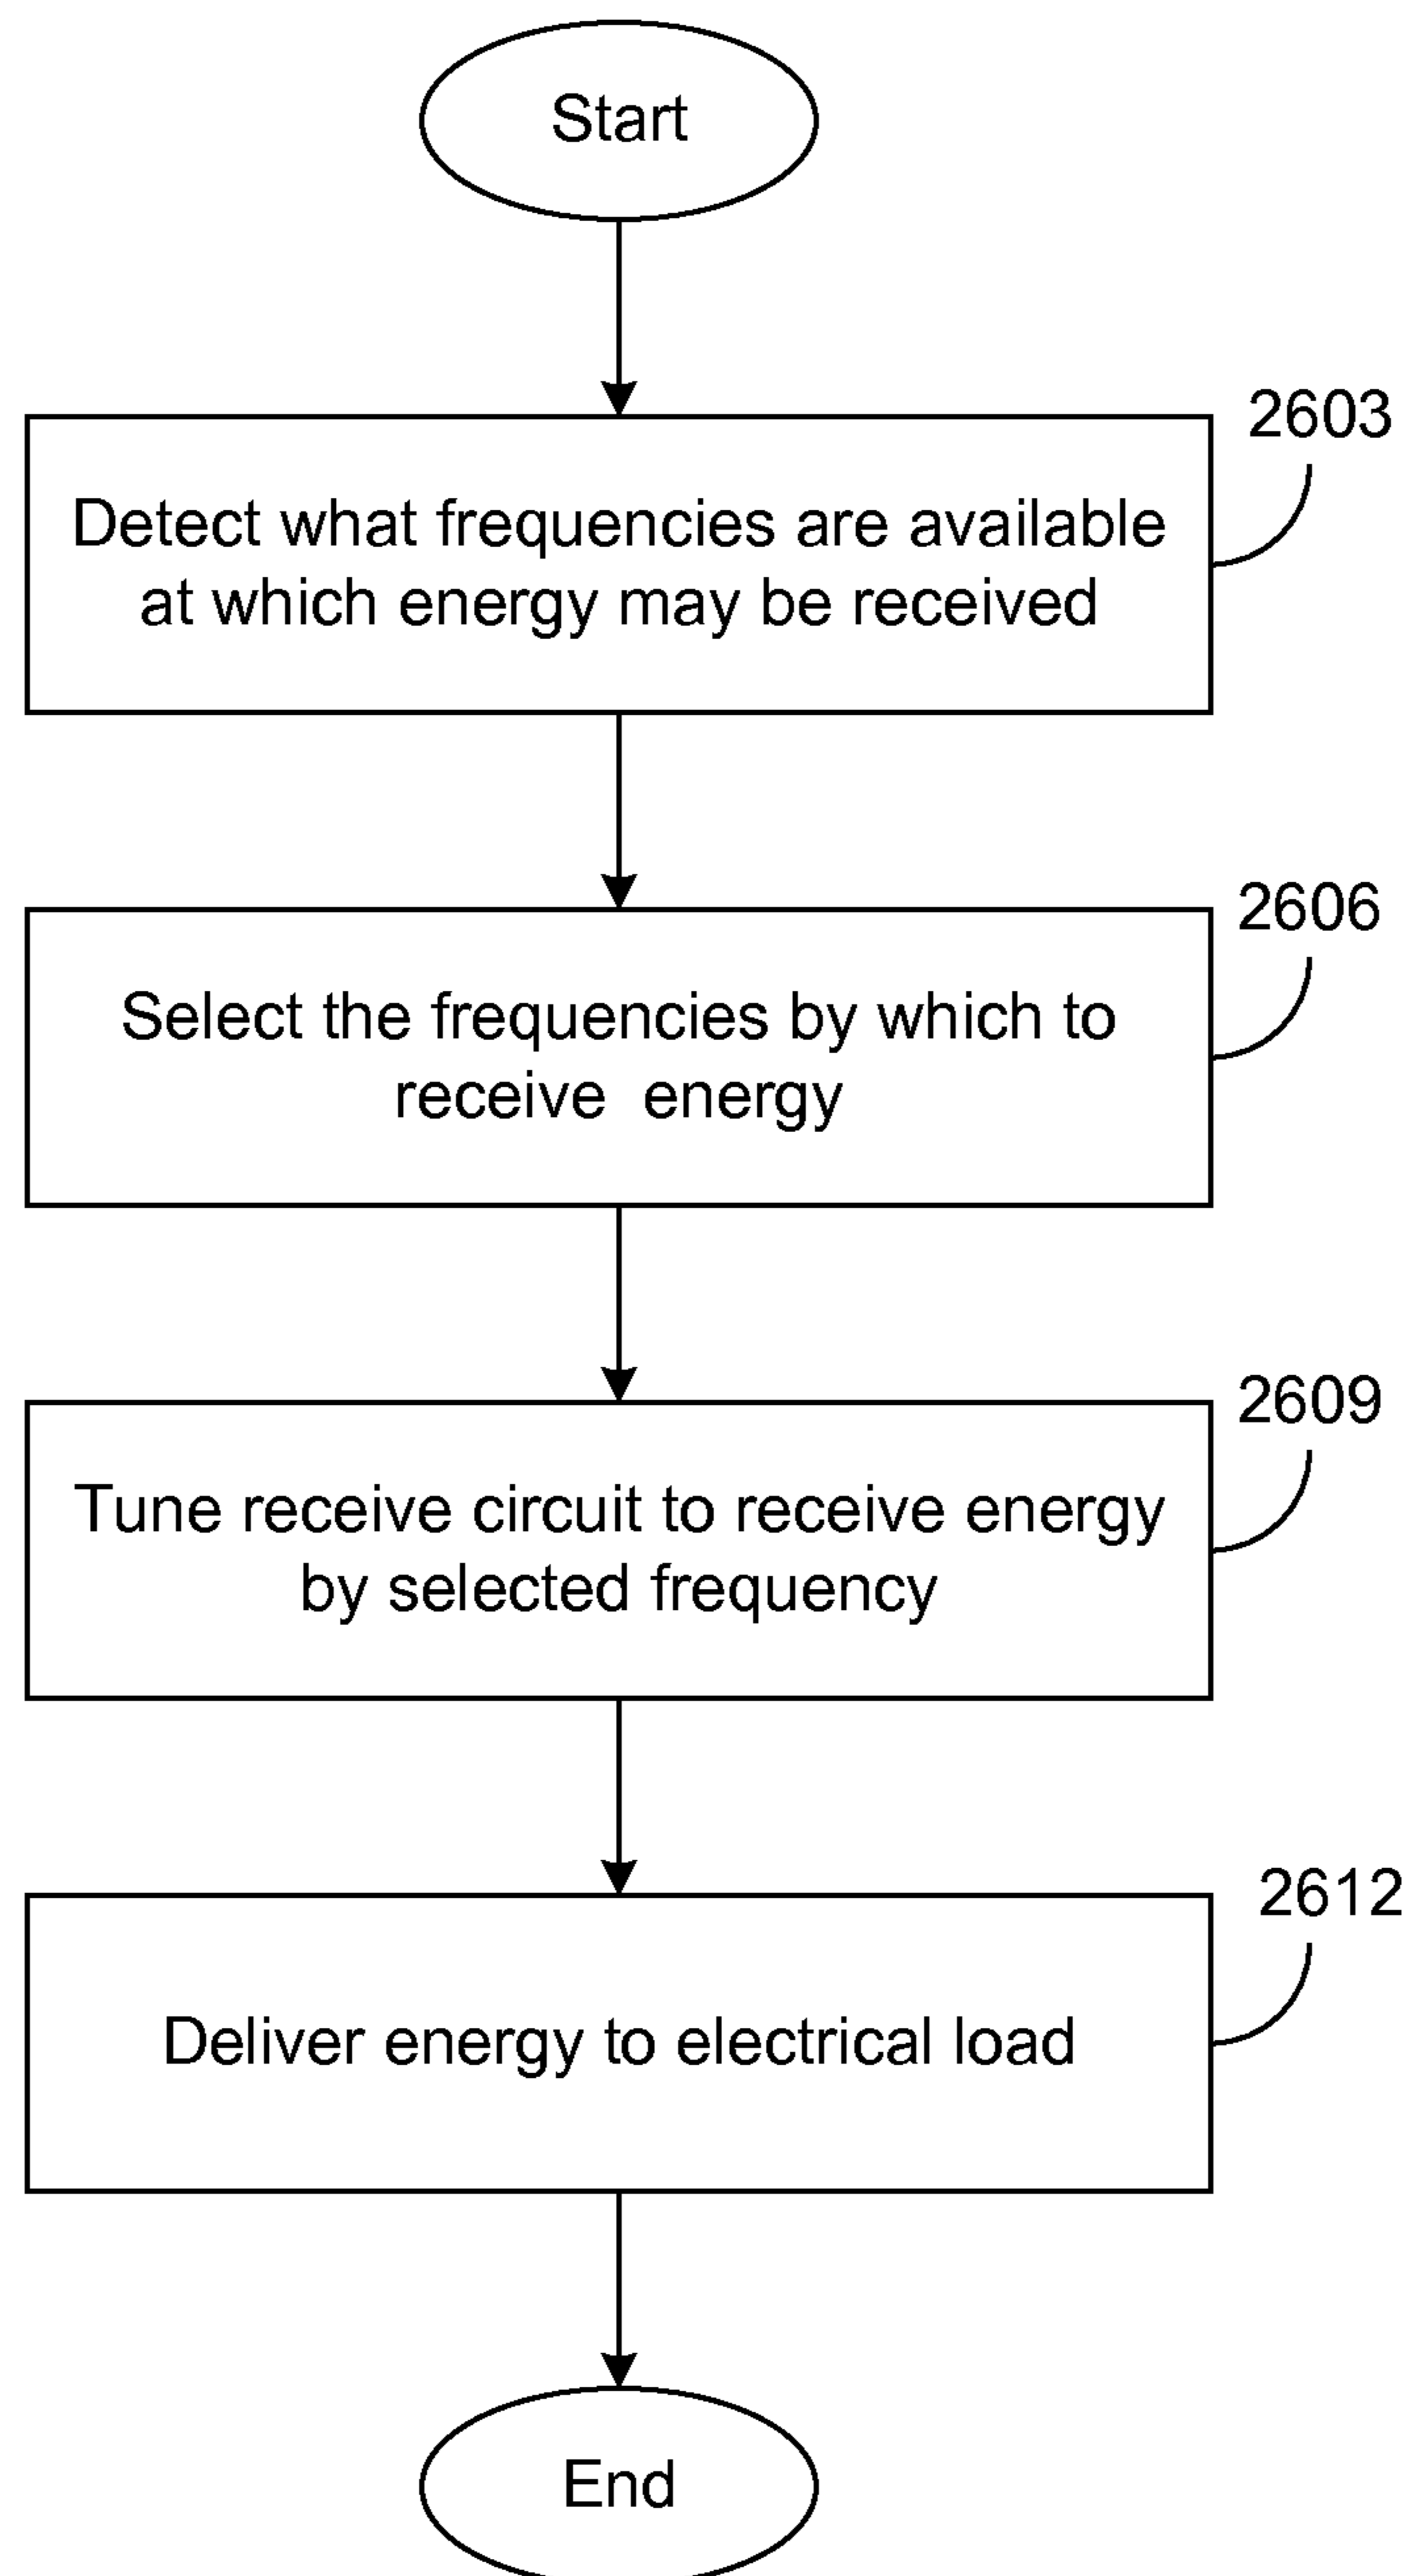 Start
2603
Detect what frequencies are available
at which energy may be received
2606
Select the frequencies by which to
receive energy
2609
Tune receive circuit to receive energy
by selected frequency
2612
Deliver energy to electrical load
End